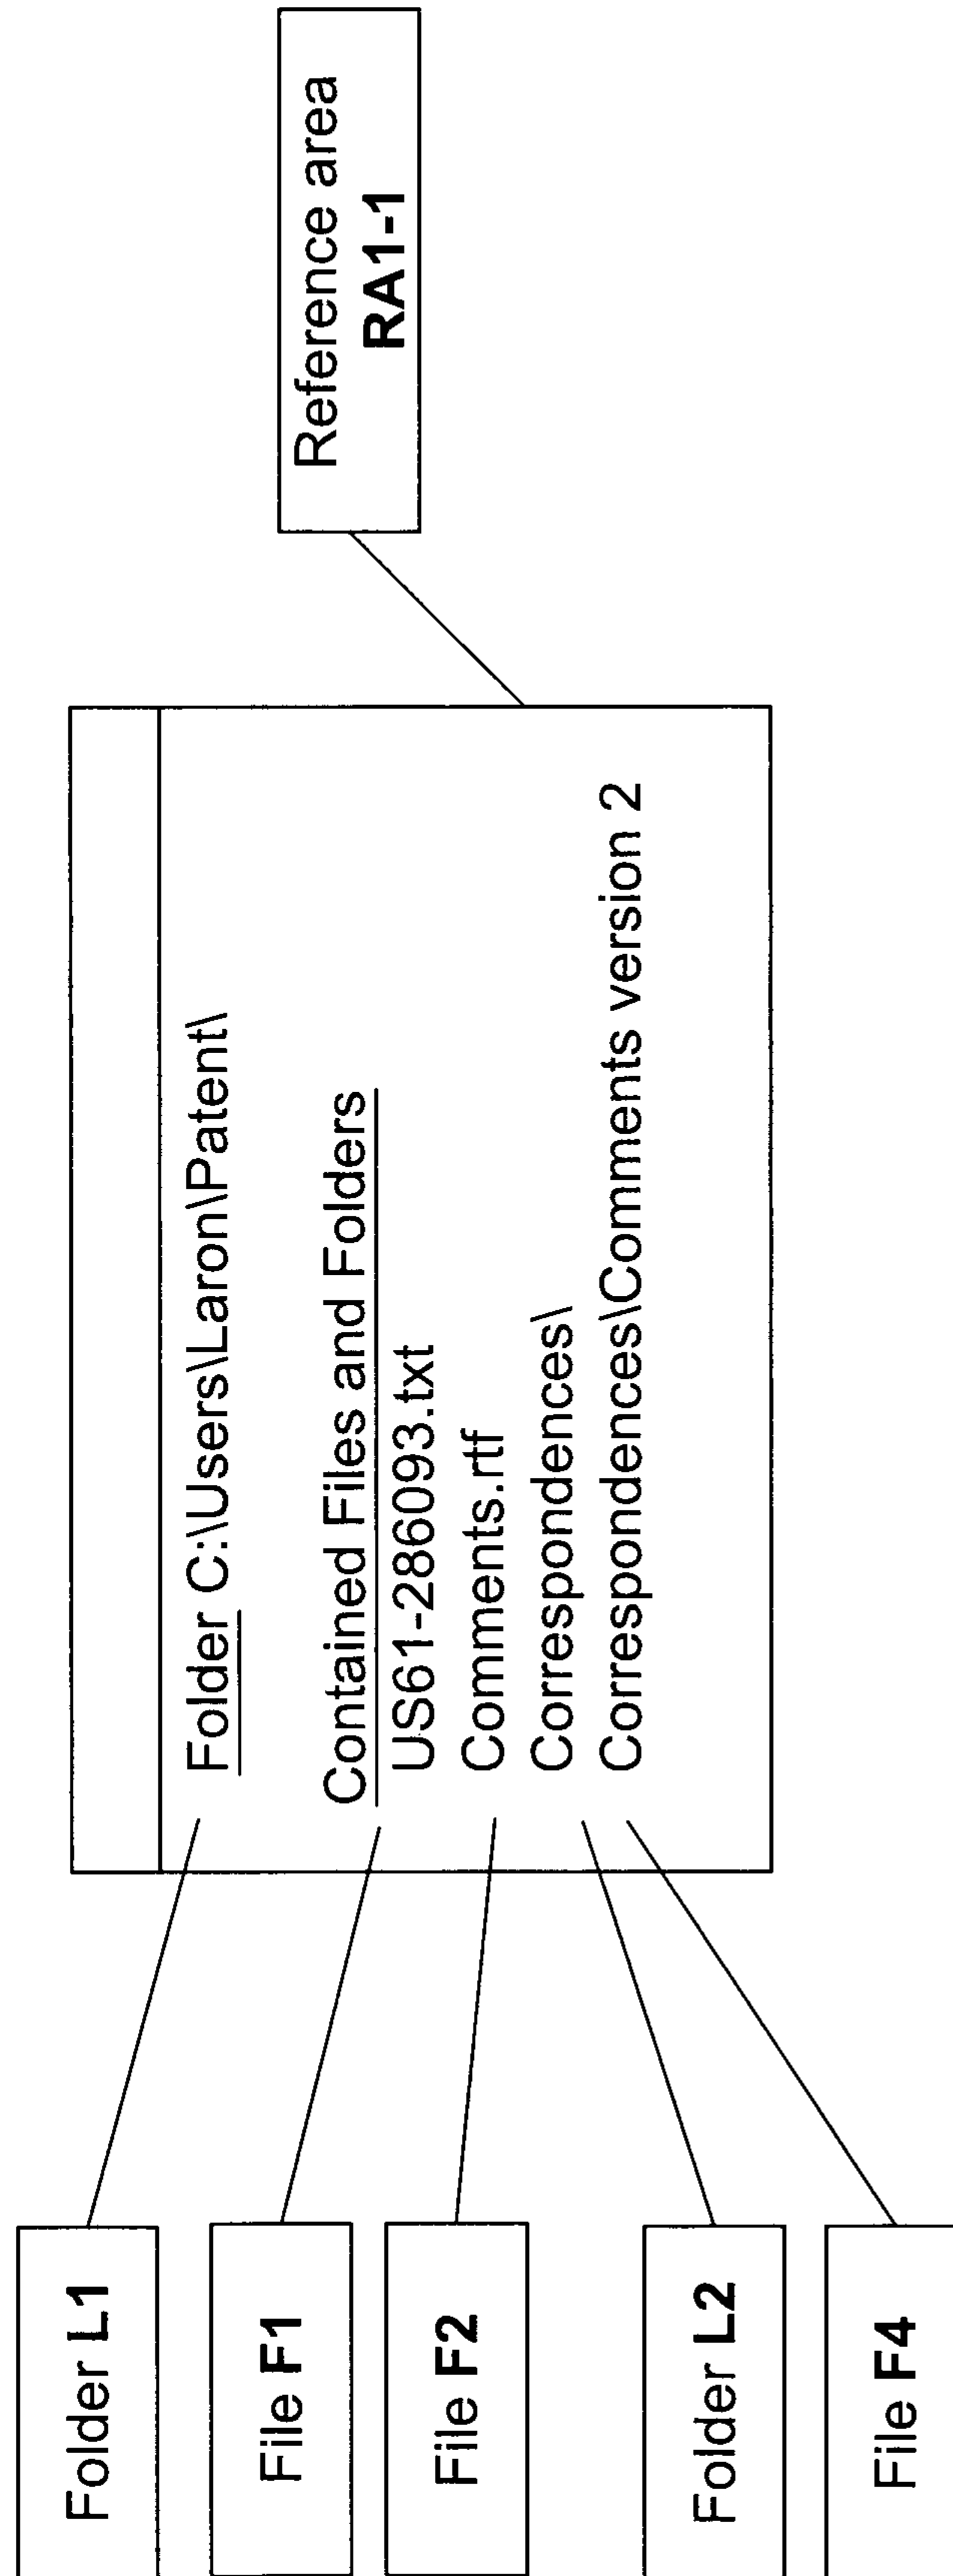 Folder L1
File F1
File F2
Folder L2
File F4
Folder C:\Users\Laron\Patent\
Contained Files and Folders
US61-286093.txt
Comments.rtf
Correspondences\
Correspondences\Comments version 2
Reference area
RA1-1